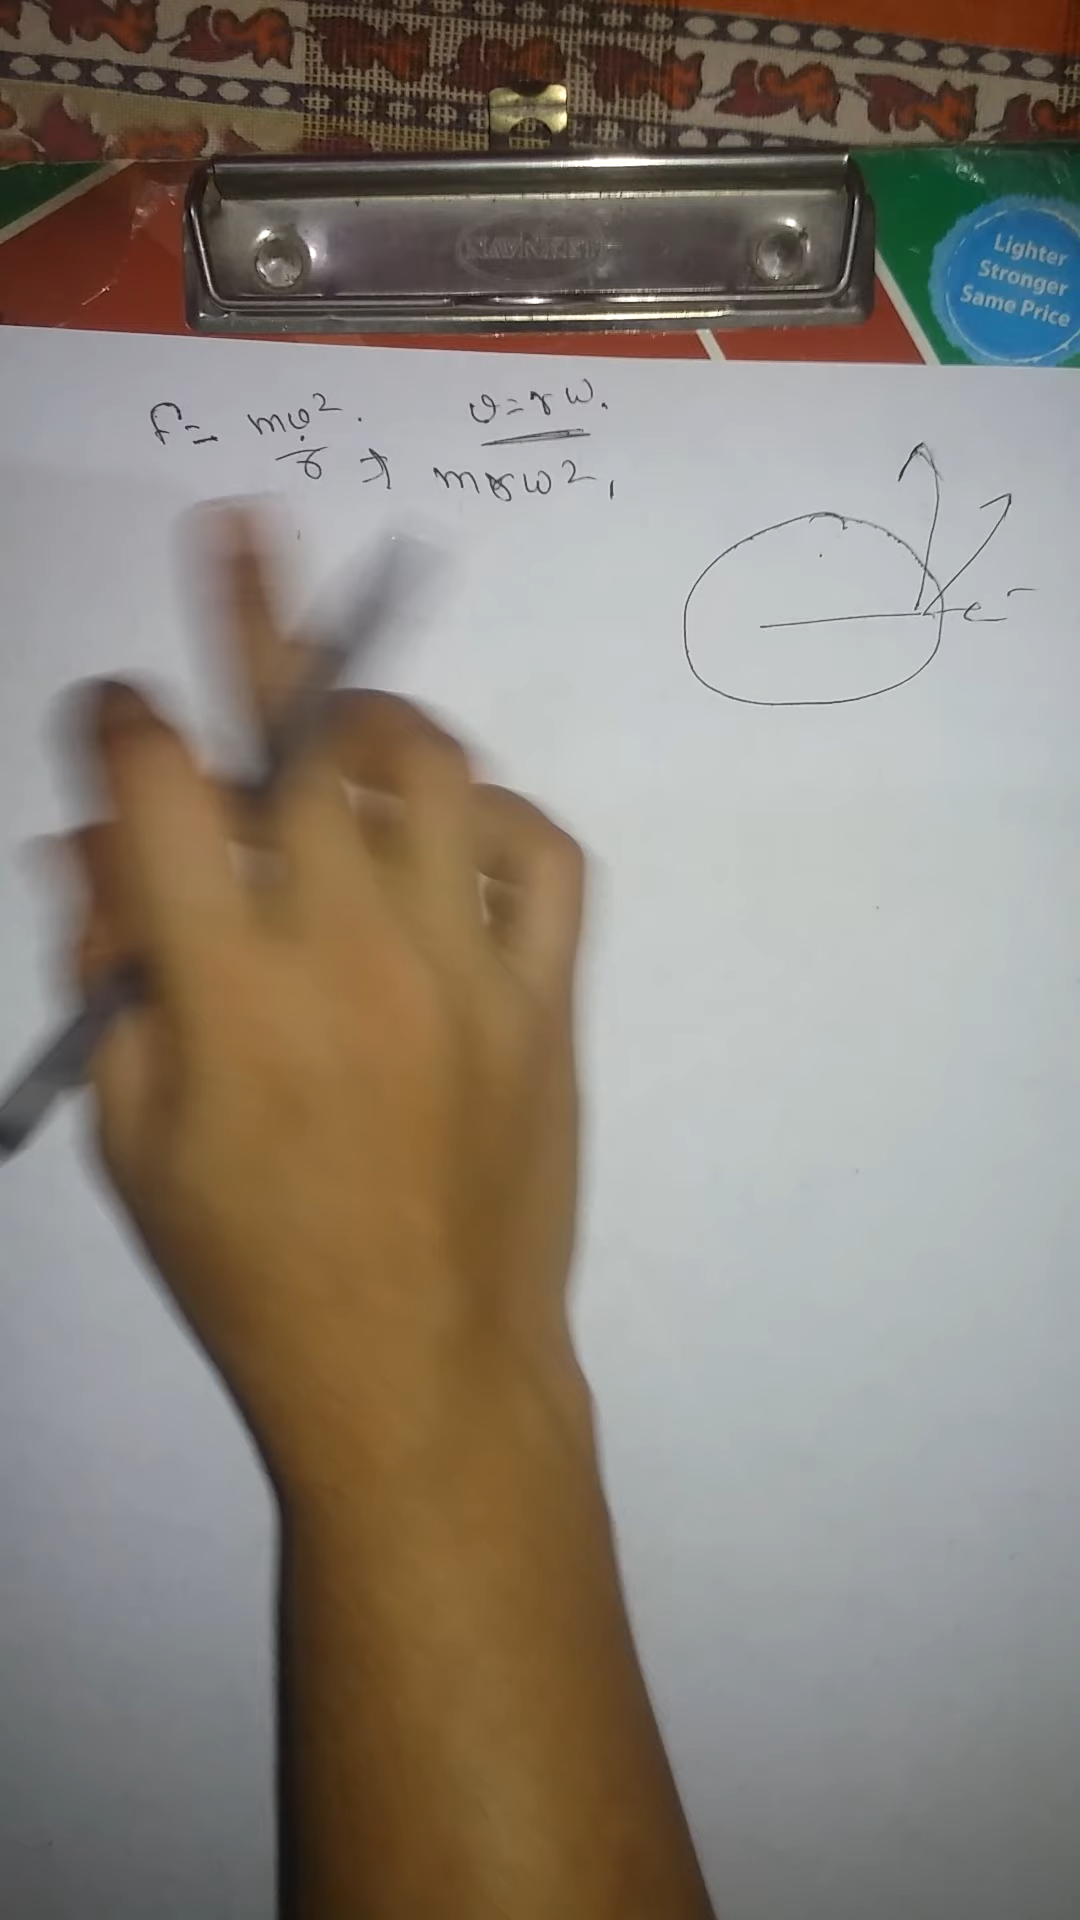 Lighter
Stronger
Same Price
F = mv²/r. v = rω.
→ mrω²,
e⁻